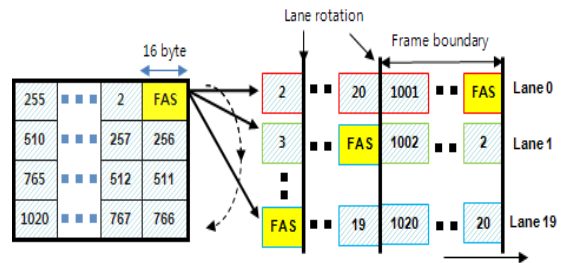 Lane rotation
16 byte
Frame boundary
255 2 FAS
510 257 256
765 512 511
1020 767 766
2 20 1001 FAS Lane 0
3 FAS 1002 2 Lane 1
FAS 19 1020 20 Lane 19